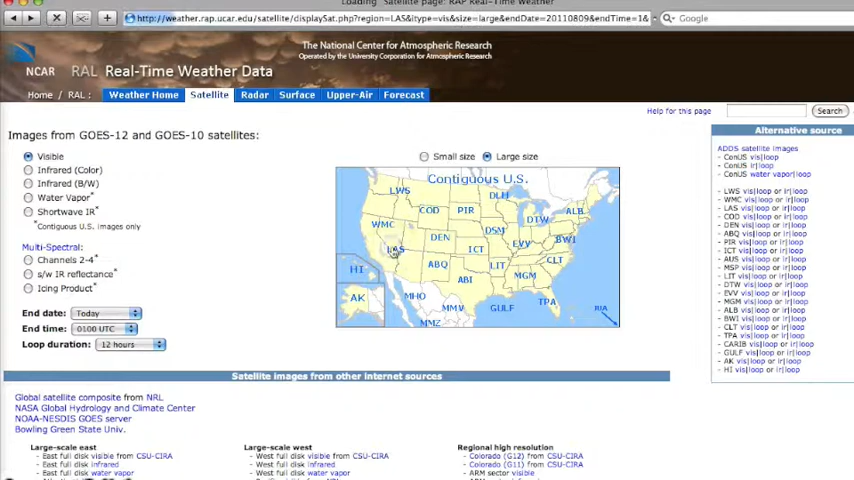 Loading "Satellite page: RAP Real-Time Weather"
http://weather.rap.ucar.edu/satellite/displaySat.php?region=LAS&itype=vis&size=large&endDate=20110809&endTime=1&
Google
The National Center for Atmospheric Research
Operated by the University Corporation for Atmospheric Research
NCAR RAL Real-Time Weather Data
Home / RAL : Weather Home Satellite Radar Surface Upper-Air Forecast
Help for this page Search
Images from GOES-12 and GOES-10 satellites:
Visible
Infrared (Color)
Infrared (B/W)
Water Vapor*
Shortwave IR*
*Contiguous U.S. images only
Multi-Spectral:
Channels 2-4*
s/w IR reflectance*
Icing Product*
End date: Today
End time: 0100 UTC
Loop duration: 12 hours
Small size Large size
Contiguous U.S.
LWS
DLH
COD
PIR
ALB
WMC
DTW
DSM
DEN
BWI
LAS
ICT
EVV
CLT
HI
ABQ
LIT
ABI
MGM
AK
MHO
TPA
MMV
GULF
MMZ
Alternative source
ADDS satellite images
ConUS vis|loop
ConUS ir|loop
ConUS water vapor|loop
LWS vis|loop or ir|loop
WMC vis|loop or ir|loop
LAS vis|loop or ir|loop
COD vis|loop or ir|loop
DEN vis|loop or ir|loop
ABQ vis|loop or ir|loop
PIR vis|loop or ir|loop
ICT vis|loop or ir|loop
AUS vis|loop or ir|loop
MSP vis|loop or ir|loop
LIT vis|loop or ir|loop
DTW vis|loop or ir|loop
EVV vis|loop or ir|loop
MGM vis|loop or ir|loop
ALB vis|loop or ir|loop
BWI vis|loop or ir|loop
CLT vis|loop or ir|loop
TPA vis|loop or ir|loop
CARIB vis|loop or ir|loop
GULF vis|loop or ir|loop
AK vis|loop or ir|loop
HI vis|loop or ir|loop
Satellite images from other internet sources
Global satellite composite from NRL
NASA Global Hydrology and Climate Center
NOAA-NESDIS GOES server
Bowling Green State Univ.
Large-scale east
East full disk visible from CSU-CIRA
East full disk infrared
East full disk water vapor
Large-scale west
West full disk visible from CSU-CIRA
West full disk infrared
West full disk water vapor
Regional high resolution
Colorado (G12) from CSU-CIRA
Colorado (G11) from CSU-CIRA
ARM sector visible